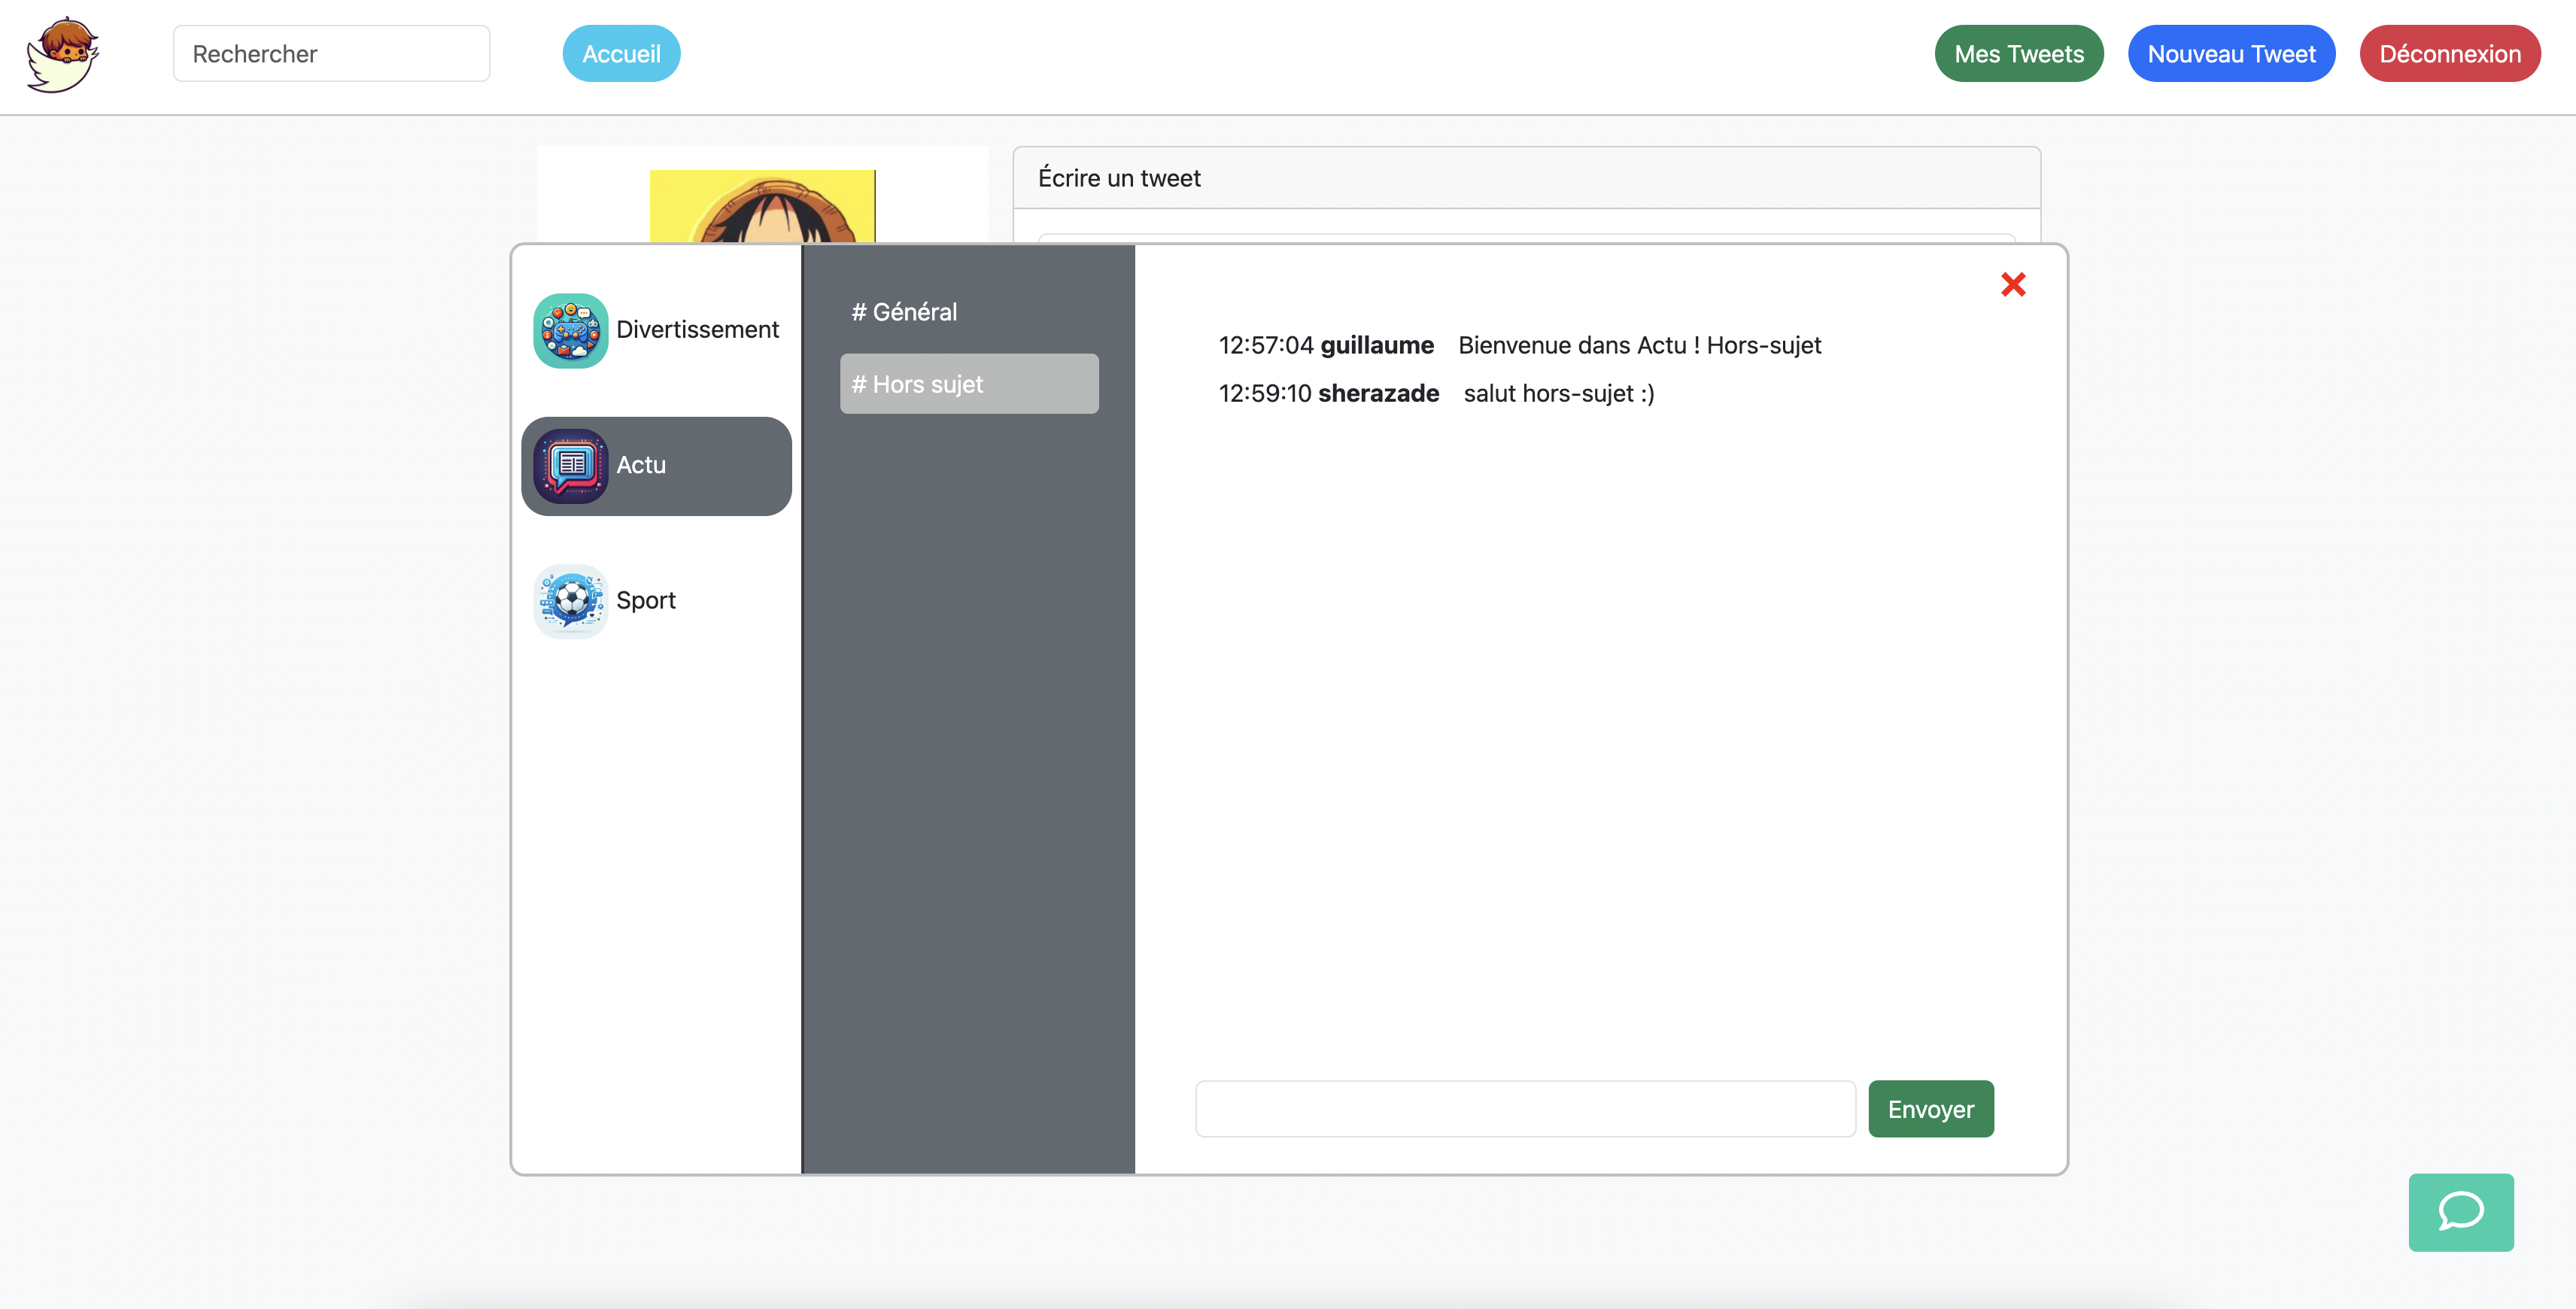 Rechercher
Accueil
Mes Tweets
Nouveau Tweet
Déconnexion
Écrire un tweet
Divertissement
Actu
Sport
# Général
# Hors sujet
12:57:04 guillaume Bienvenue dans Actu ! Hors-sujet
12:59:10 sherazade salut hors-sujet :)
Envoyer